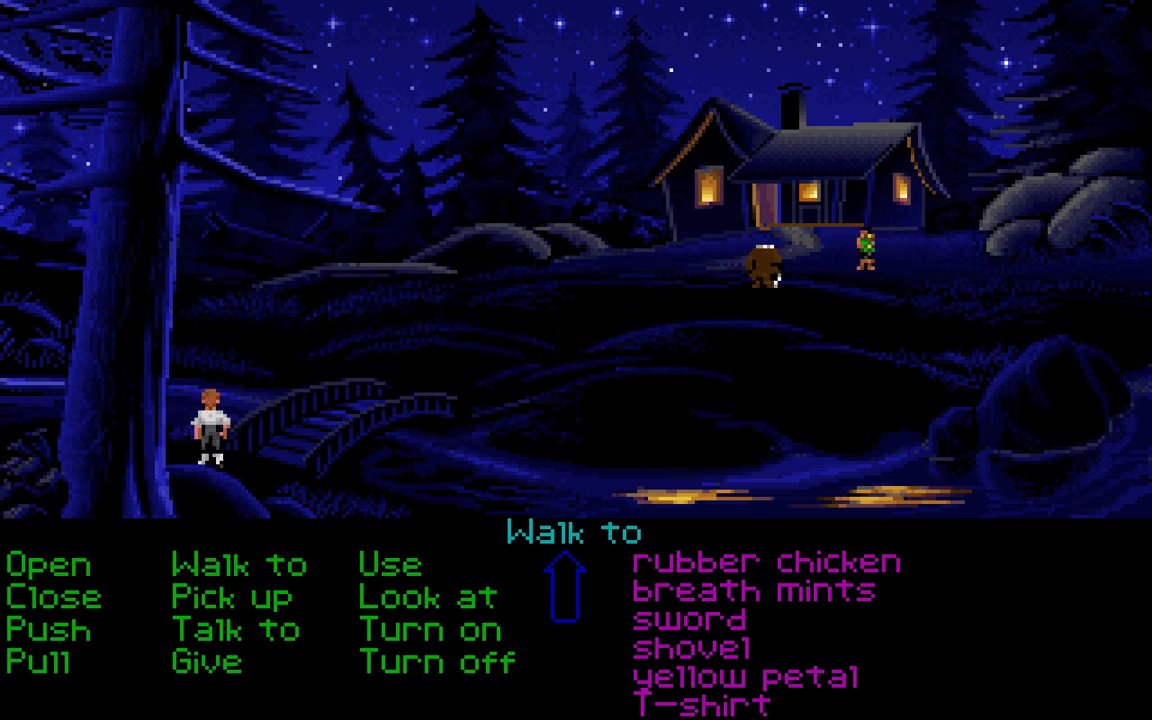 Walk to
Open Walk to Use
Close Pick up Look at
Push Talk to Turn on
Pull Give Turn off
rubber chicken
breath mints
sword
shovel
yellow petal
T-shirt